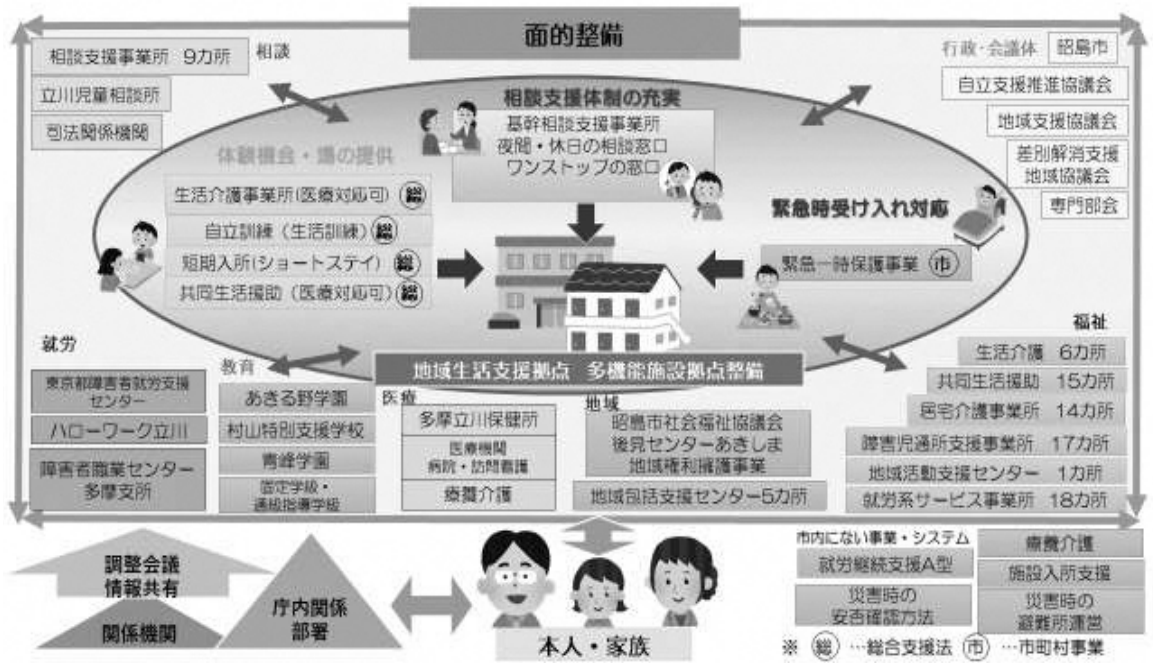 面的整備
相談支援事業所 9カ所
相談
立川児童相談所
司法関係機関
行政・会議体
昭島市
自立支援推進協議会
地域支援協議会
差別解消支援
地域協議会
専門部会
相談支援体制の充実
基幹相談支援事業所
夜間・休日の相談窓口
ワンストップの窓口
体験機会・場の提供
生活介護事業所(医療対応可) 総
自立訓練（生活訓練） 総
短期入所(ショートステイ) 総
共同生活援助（医療対応可） 総
緊急時受け入れ対応
緊急一時保護事業 市
地域生活支援拠点 多機能施設拠点整備
就労
東京都障害者就労支援
センター
ハローワーク立川
障害者職業センター
多摩支所
教育
あきる野学園
村山特別支援学校
青峰学園
固定学級・
通級指導学級
医療
多摩立川保健所
医療機関
病院・訪問看護
療養介護
地域
昭島市社会福祉協議会
後見センターあきしま
地域権利擁護事業
地域包括支援センター5カ所
福祉
生活介護 6カ所
共同生活援助 15カ所
居宅介護事業所 14カ所
障害児通所支援事業所 17カ所
地域活動支援センター 1カ所
就労系サービス事業所 18カ所
調整会議
情報共有
関係機関
庁内関係
部署
本人・家族
市内にない事業・システム
就労継続支援A型
災害時の
安否確認方法
療養介護
施設入所支援
災害時の
避難所運営
※ 総 …総合支援法 市 …市町村事業